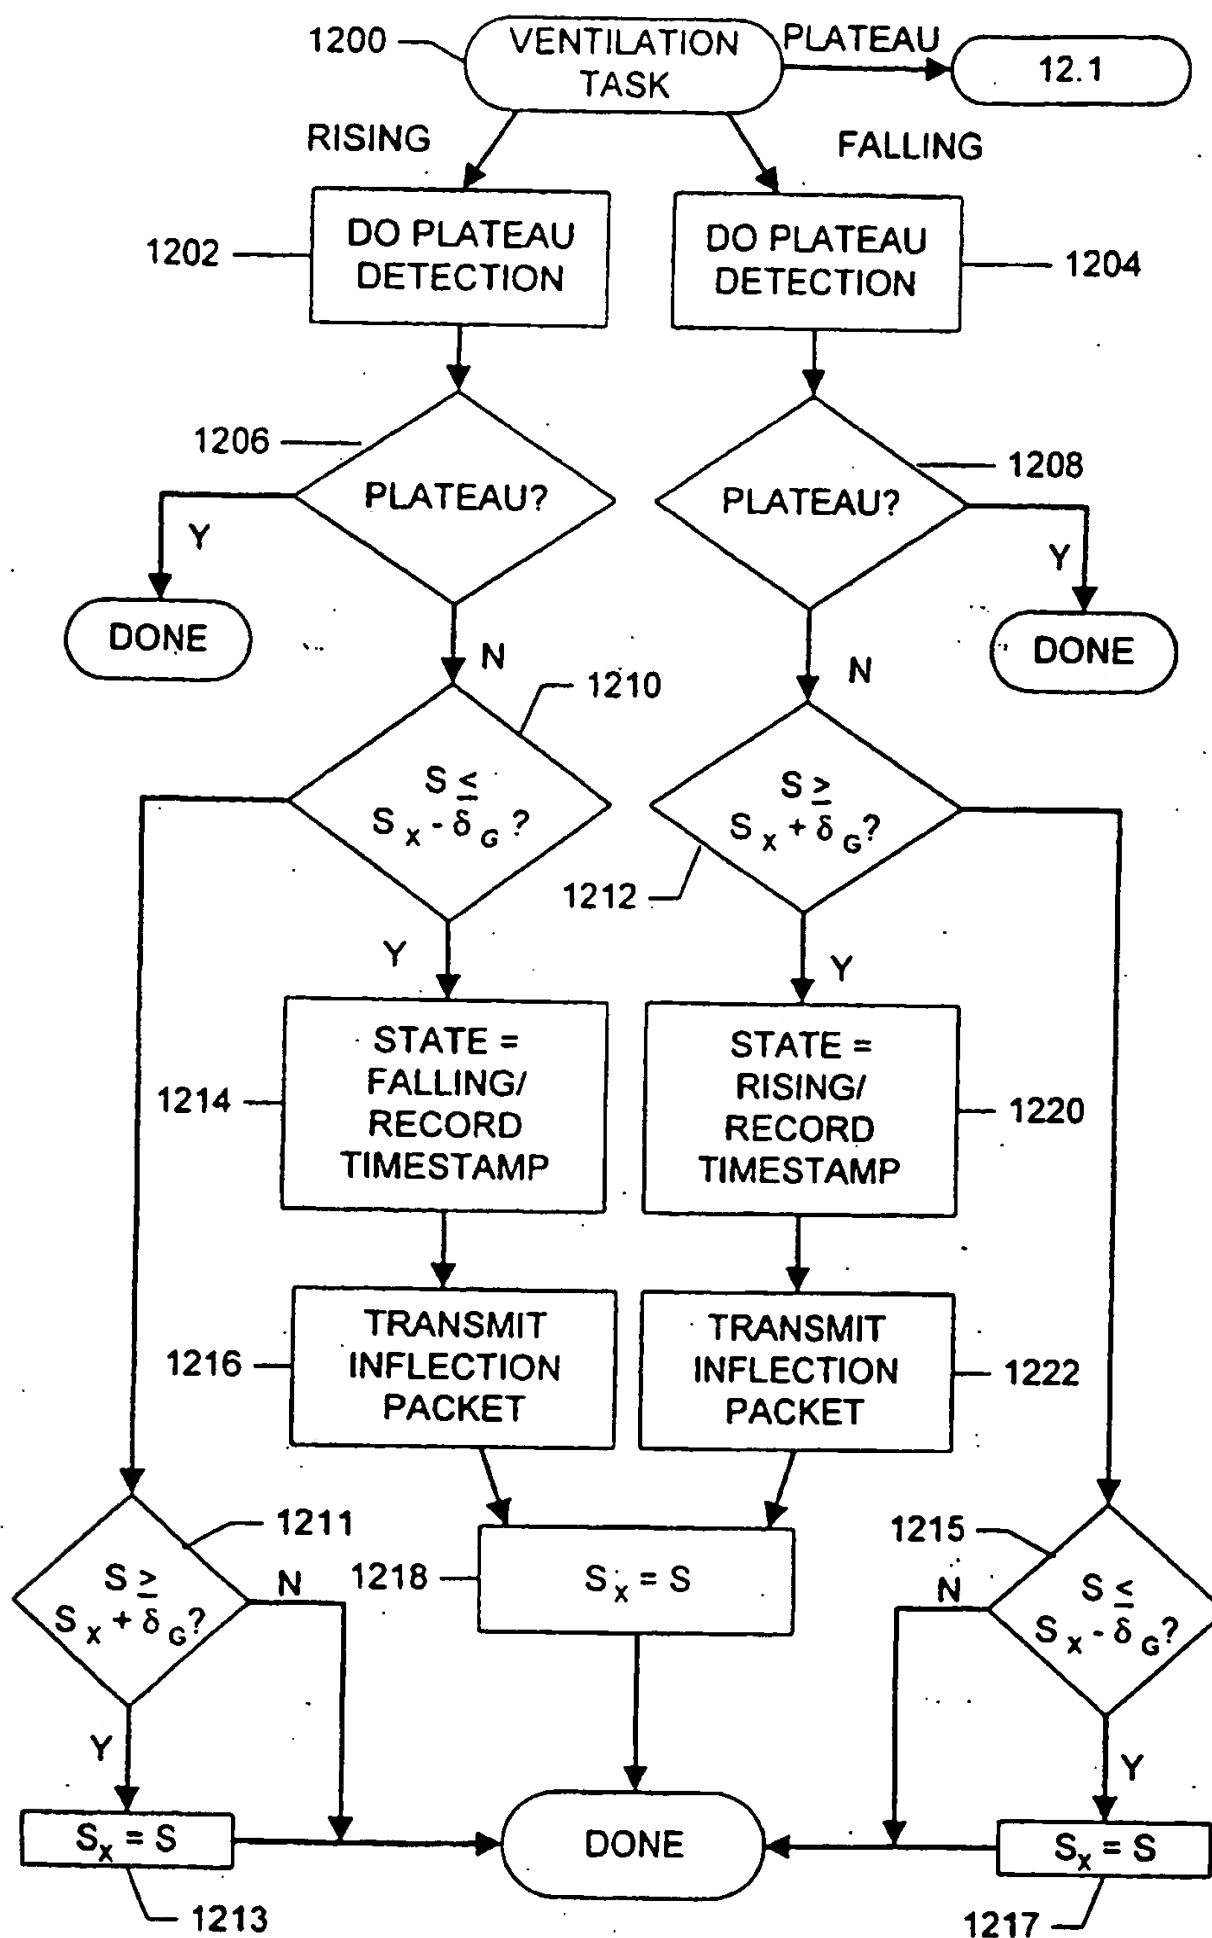 1200
VENTILATION
TASK
PLATEAU
12.1
RISING
FALLING
1202
DO PLATEAU
DETECTION
DO PLATEAU
DETECTION
1204
1206
PLATEAU?
Y
DONE
N
PLATEAU?
1208
Y
DONE
N
1210
S ≤
S X - δ G ?
S ≥
S X + δ G ?
1212
Y
Y
1214
STATE =
FALLING/
RECORD
TIMESTAMP
STATE =
RISING/
RECORD
TIMESTAMP
1220
1216
TRANSMIT
INFLECTION
PACKET
TRANSMIT
INFLECTION
PACKET
1222
1211
S ≥
S X + δ G ?
N
Y
1218
S X = S
1215
S ≤
S X - δ G ?
N
Y
S X = S
1213
DONE
S X = S
1217